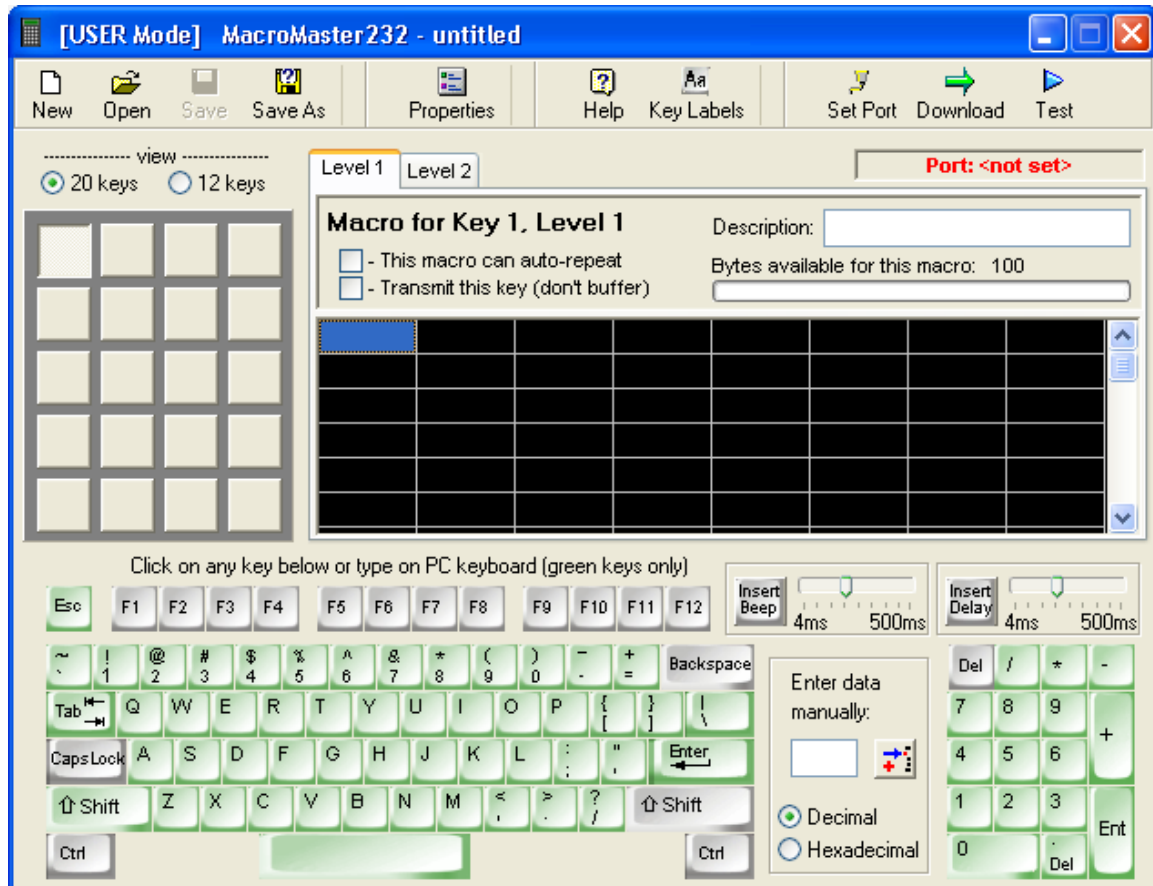 [USER Mode] MacroMaster232 - untitled
New Open Save Save As Properties Help Key Labels Set Port Download Test
--------------- view ---------------
20 keys 12 keys
Level 1 Level 2
Port: <not set>
Macro for Key 1, Level 1
- This macro can auto-repeat
- Transmit this key (don't buffer)
Description:
Bytes available for this macro: 100
Click on any key below or type on PC keyboard (green keys only)
Esc F1 F2 F3 F4 F5 F6 F7 F8 F9 F10 F11 F12
Insert Beep
4ms 500ms
Insert Delay
4ms 500ms
~ ! @ # $ % ^ & * ( ) - + Backspace
` 1 2 3 4 5 6 7 8 9 0 - =
Tab Q W E R T Y U I O P { } |
[ ] \
Caps Lock A S D F G H J K L : " Enter
; '
Shift Z X C V B N M < > ? Shift
, . /
Ctrl Ctrl
Enter data
manually:
Decimal
Hexadecimal
Del / * -
7 8 9 +
4 5 6
1 2 3 Ent
0 . Del